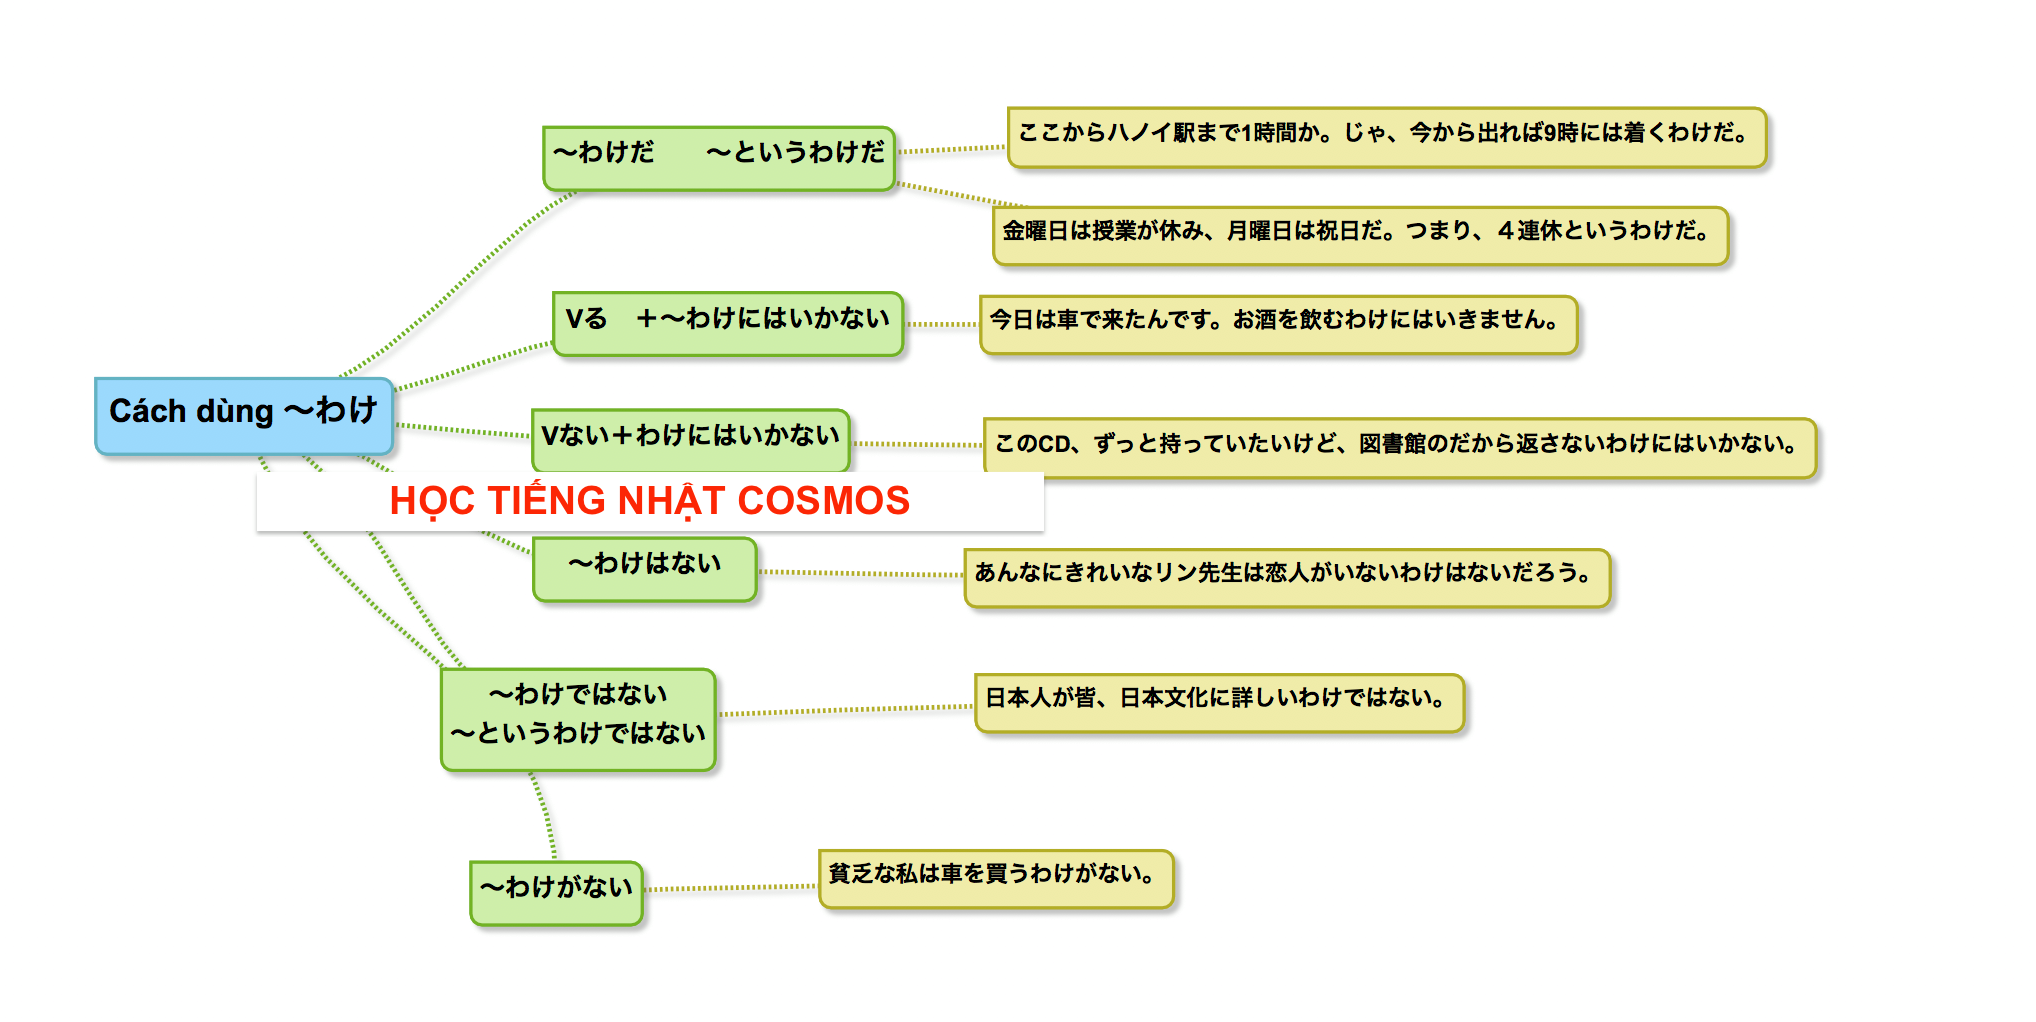 ～わけだ　　～というわけだ
ここからハノイ駅まで1時間か。じゃ、今から出れば9時には着くわけだ。
金曜日は授業が休み、月曜日は祝日だ。つまり、４連休というわけだ。
Vる　＋～わけにはいかない
今日は車で来たんです。お酒を飲むわけにはいきません。
Cách dùng ～わけ
Vない＋わけにはいかない
このCD、ずっと持っていたいけど、図書館のだから返さないわけにはいかない。
HỌC TIẾNG NHẬT COSMOS
～わけはない
あんなにきれいなリン先生は恋人がいないわけはないだろう。
～わけではない
～というわけではない
日本人が皆、日本文化に詳しいわけではない。
～わけがない
貧乏な私は車を買うわけがない。